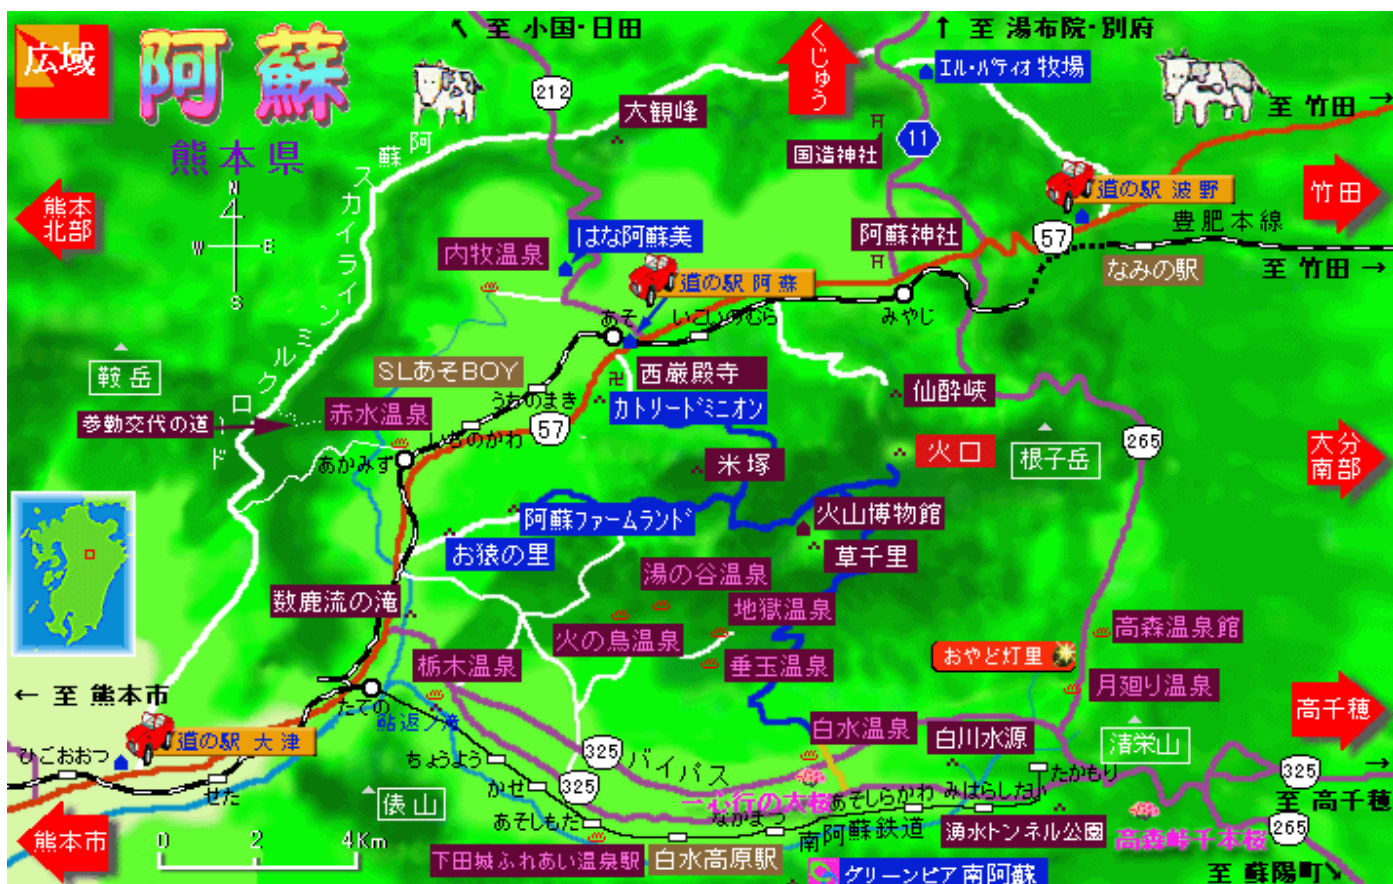 広域
阿蘇
熊本県
↖ 至 小国・日田
↑ 至 湯布院・別府
くじゅう
エル・パティオ 牧場
至 竹田 →
212
大観峰
阿蘇スカイライン
ミルクロード
国造神社
11
熊本北部
N
W
E
S
道の駅 波野
竹田
豊肥本線
57
はな阿蘇美
内牧温泉
阿蘇神社
なみの駅
至 竹田 →
道の駅 阿蘇
あそ
いこいのむら
みやじ
鞍岳
SLあそBOY
西巌殿寺
卍
仙酔峡
うちのまき
カトリードミニオン
参勤交代の道
赤水温泉
いちのかわ
57
265
大分南部
あかみず
米塚
火口
根子岳
阿蘇ファームランド
火山博物館
お猿の里
草千里
湯の谷温泉
数鹿流の滝
地獄温泉
火の鳥温泉
高森温泉館
栃木温泉
垂玉温泉
おやど灯里
月廻り温泉
← 至 熊本市
たての
鮎返ノ滝
高千穂
道の駅 大津
白水温泉
白川水源
清栄山
ひごおおつ
325
バイパス
ちょうよう
たかもり
325
→
せた
325
俵山
かせ
一心行の大桜
あそしらかわ
みはらしだい
至 高千穂
熊本市
0
2
4Km
あそしもだ
なかまつ
南阿蘇鉄道
湧水トンネル公園
高森峠千本桜
265
下田城ふれあい温泉駅
白水高原駅
グリーンピア南阿蘇
至 蘇陽町↘